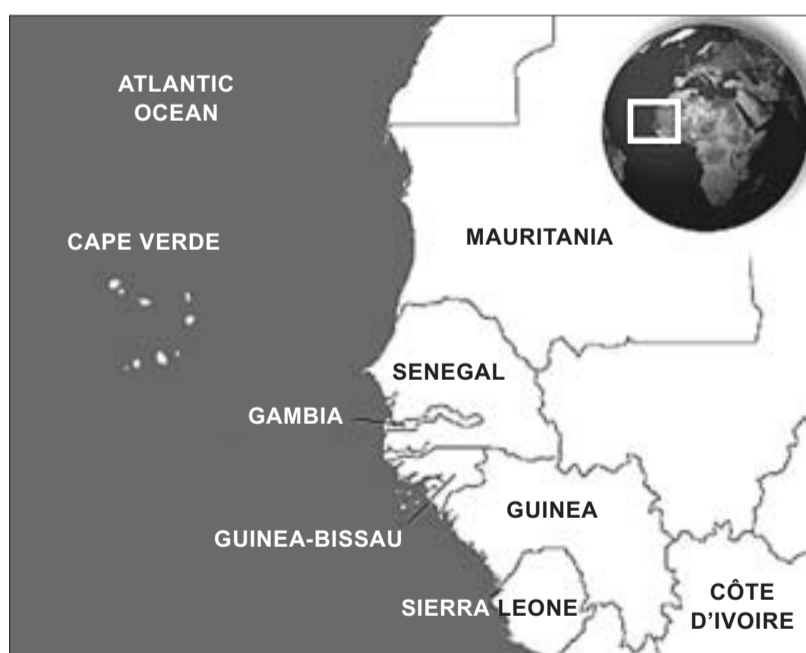 ATLANTIC
OCEAN
CAPE VERDE
MAURITANIA
SENEGAL
GAMBIA
GUINEA
GUINEA-BISSAU
SIERRA LEONE
CÔTE
D'IVOIRE